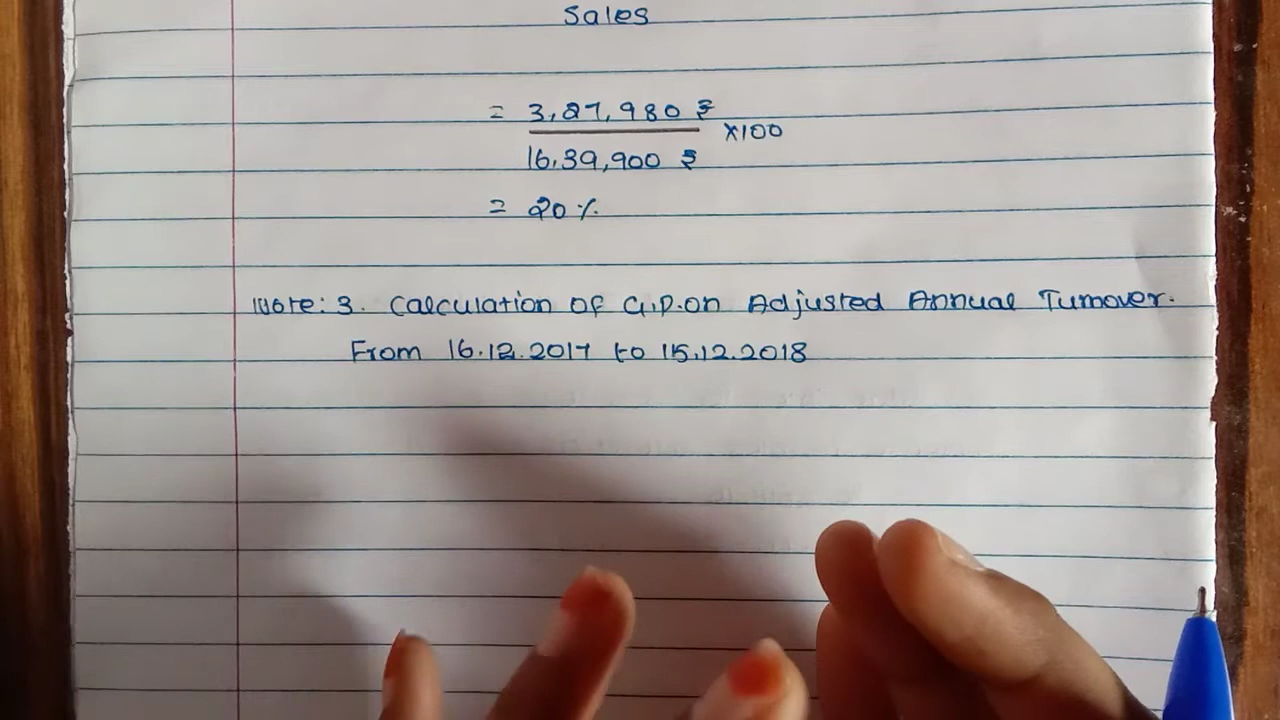 Sales
= 3,27,980 ₹
×100
16,39,900 ₹
= 20 %
Note: 3. Calculation of G.P. on Adjusted Annual Turnover.
From 16.12.2017 to 15.12.2018